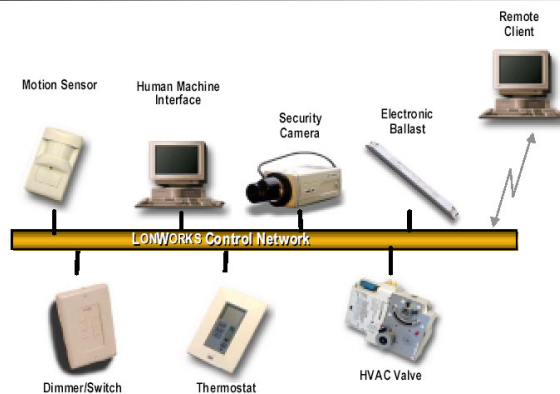 Remote
Client
Motion Sensor
Human Machine
Interface
Security
Camera
Electronic
Ballast
LONWORKS Control Network
Dimmer/Switch
Thermostat
HVAC Valve